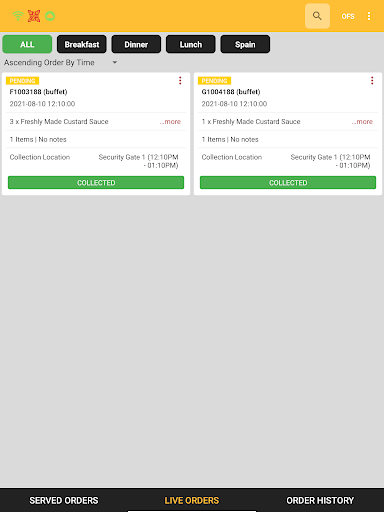 OFS
ALL Breakfast Dinner Lunch Spain
Ascending Order By Time
PENDING
F1003188 (buffet)
2021-08-10 12:10:00
3 x Freshly Made Custard Sauce ...more
1 Items | No notes
Collection Location Security Gate 1 (12:10PM
- 01:10PM)
COLLECTED
PENDING
G1004188 (buffet)
2021-08-10 12:10:00
1 x Freshly Made Custard Sauce ...more
1 Items | No notes
Collection Location Security Gate 1 (12:10PM
- 01:10PM)
COLLECTED
SERVED ORDERS LIVE ORDERS ORDER HISTORY